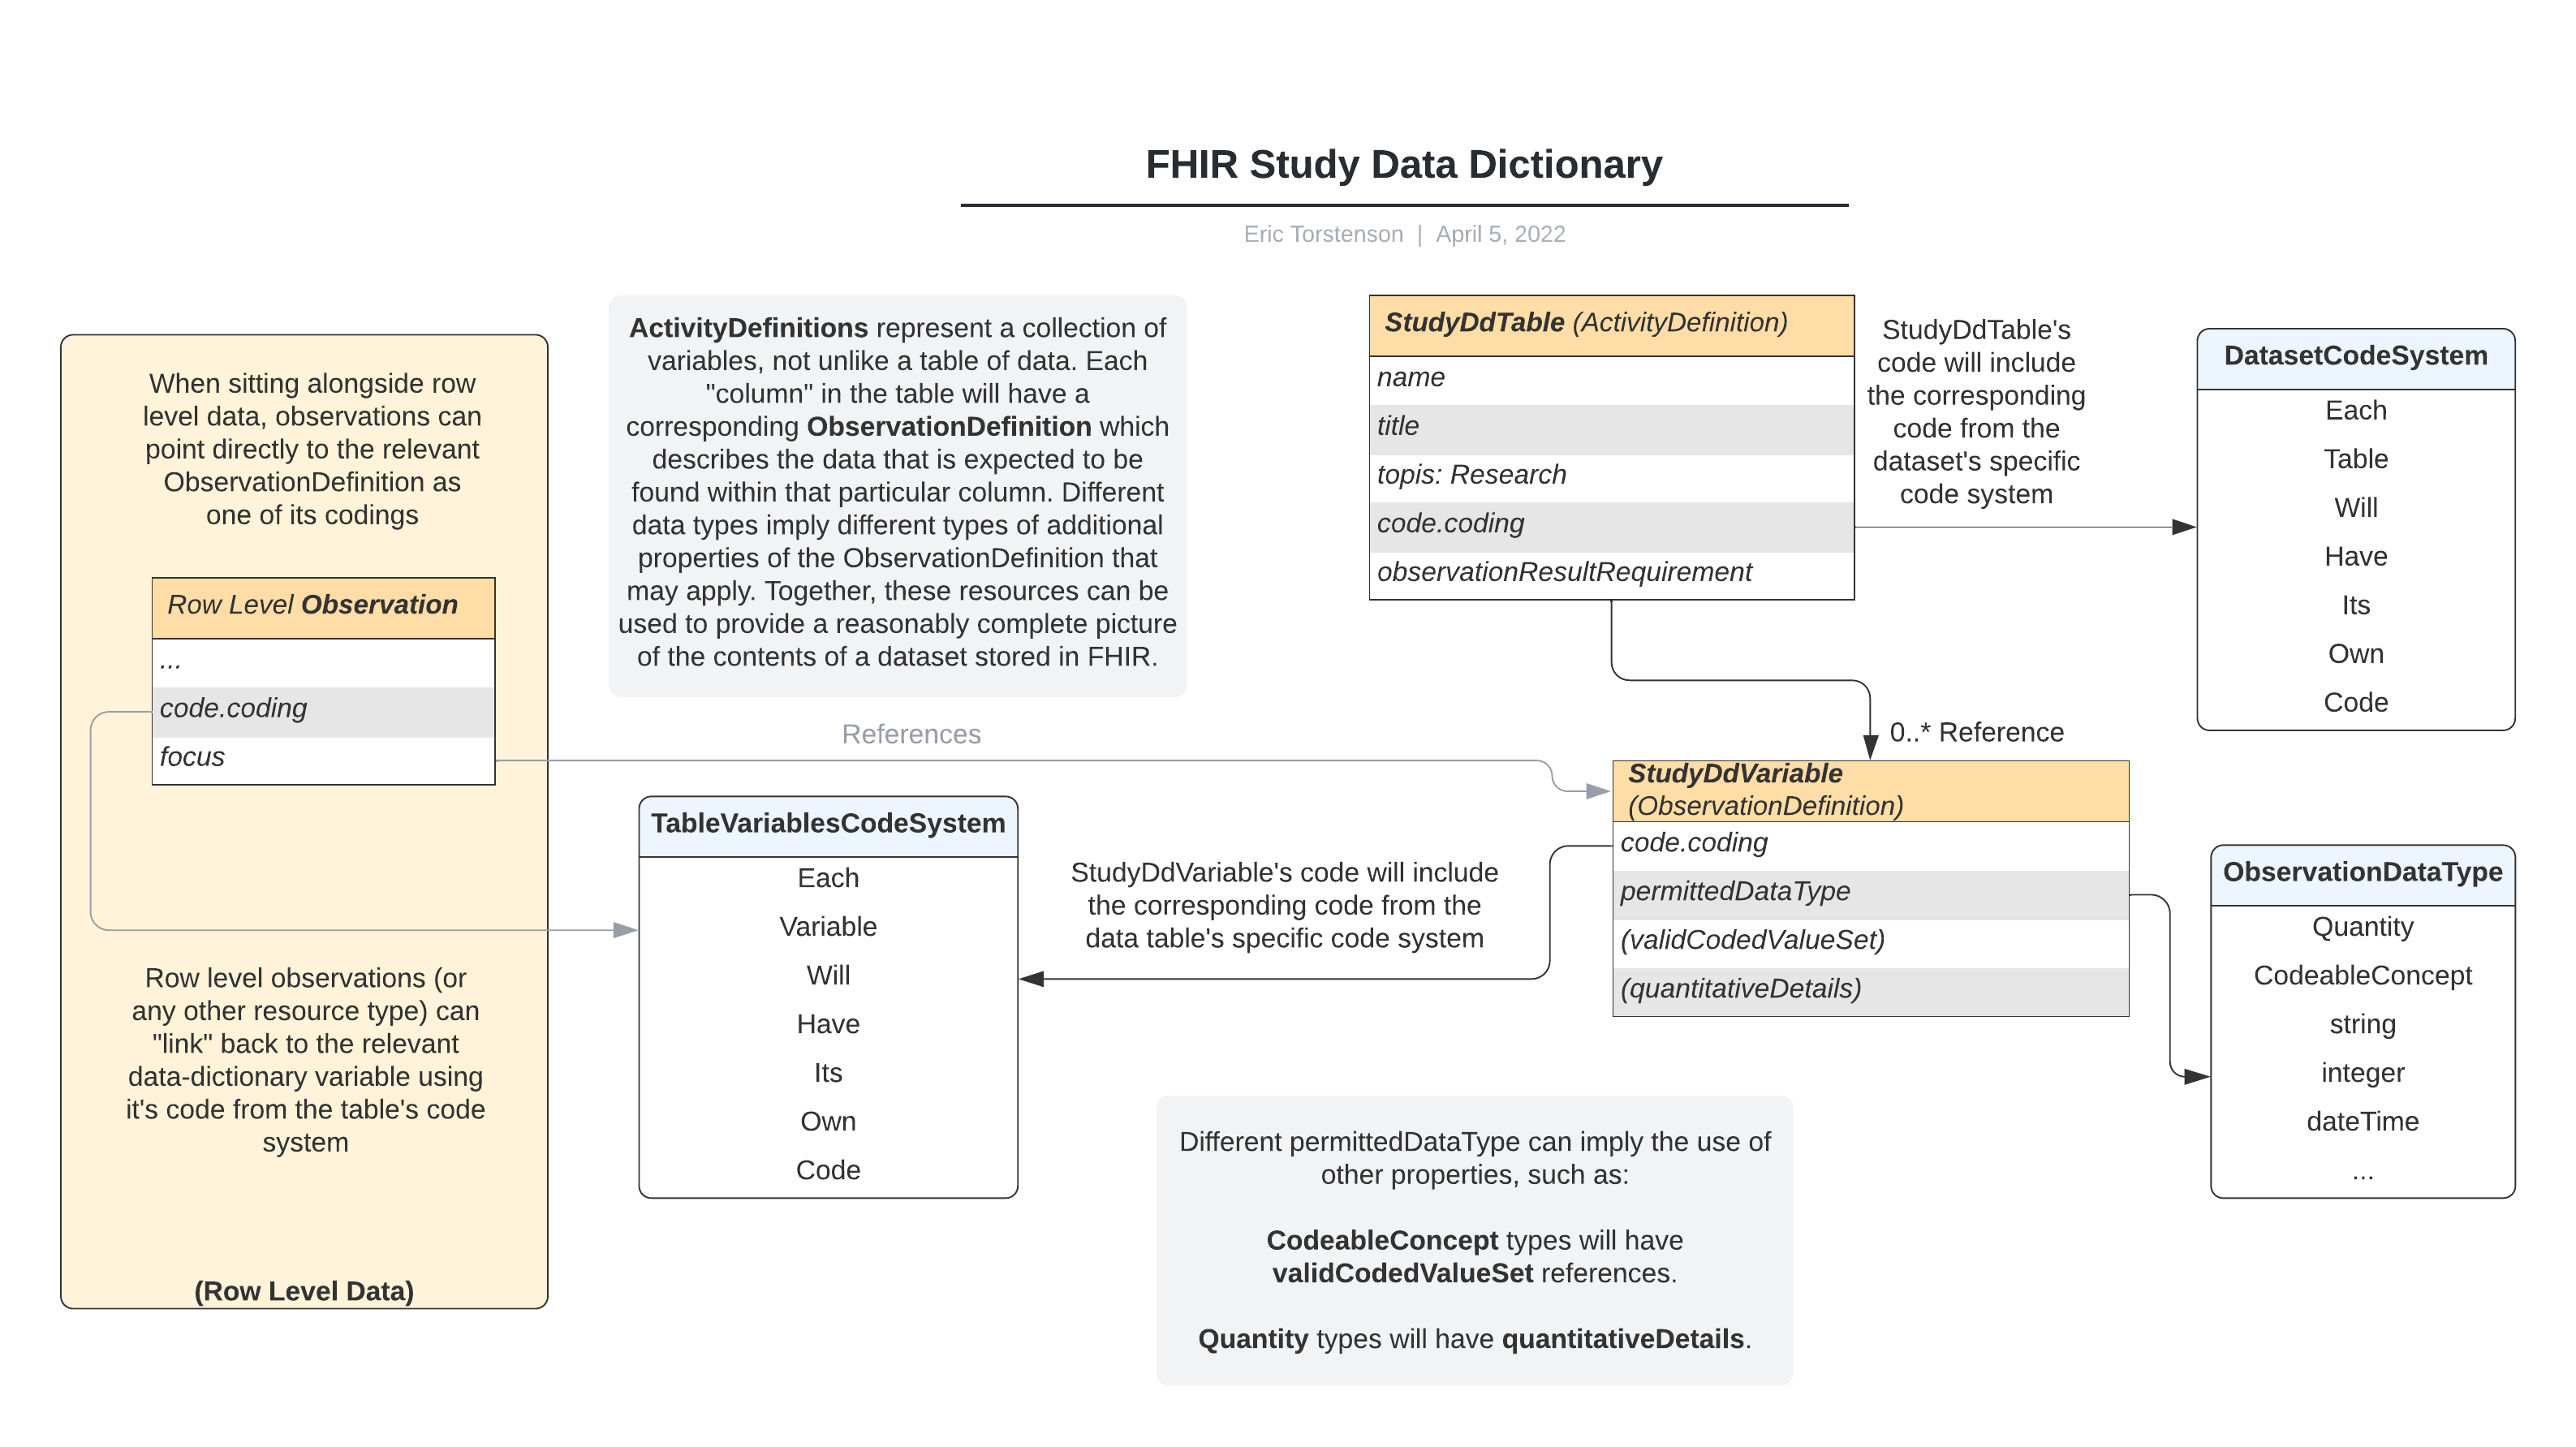 FHIR Study Data Dictionary
Eric Torstenson | April 5, 2022
When sitting alongside row
level data, observations can
point directly to the relevant
ObservationDefinition as
one of its codings
Row Level Observation
...
code.coding
focus
Row level observations (or
any other resource type) can
"link" back to the relevant
data-dictionary variable using
it's code from the table's code
system
(Row Level Data)
ActivityDefinitions represent a collection of
variables, not unlike a table of data. Each
"column" in the table will have a
corresponding ObservationDefinition which
describes the data that is expected to be
found within that particular column. Different
data types imply different types of additional
properties of the ObservationDefinition that
may apply. Together, these resources can be
used to provide a reasonably complete picture
of the contents of a dataset stored in FHIR.
References
TableVariablesCodeSystem
Each
Variable
Will
Have
Its
Own
Code
StudyDdVariable's code will include
the corresponding code from the
data table's specific code system
StudyDdTable (ActivityDefinition)
name
title
topis: Research
code.coding
observationResultRequirement
StudyDdTable's
code will include
the corresponding
code from the
dataset's specific
code system
DatasetCodeSystem
Each
Table
Will
Have
Its
Own
Code
0..* Reference
StudyDdVariable
(ObservationDefinition)
code.coding
permittedDataType
(validCodedValueSet)
(quantitativeDetails)
ObservationDataType
Quantity
CodeableConcept
string
integer
dateTime
...
Different permittedDataType can imply the use of
other properties, such as:
CodeableConcept types will have
validCodedValueSet references.
Quantity types will have quantitativeDetails.